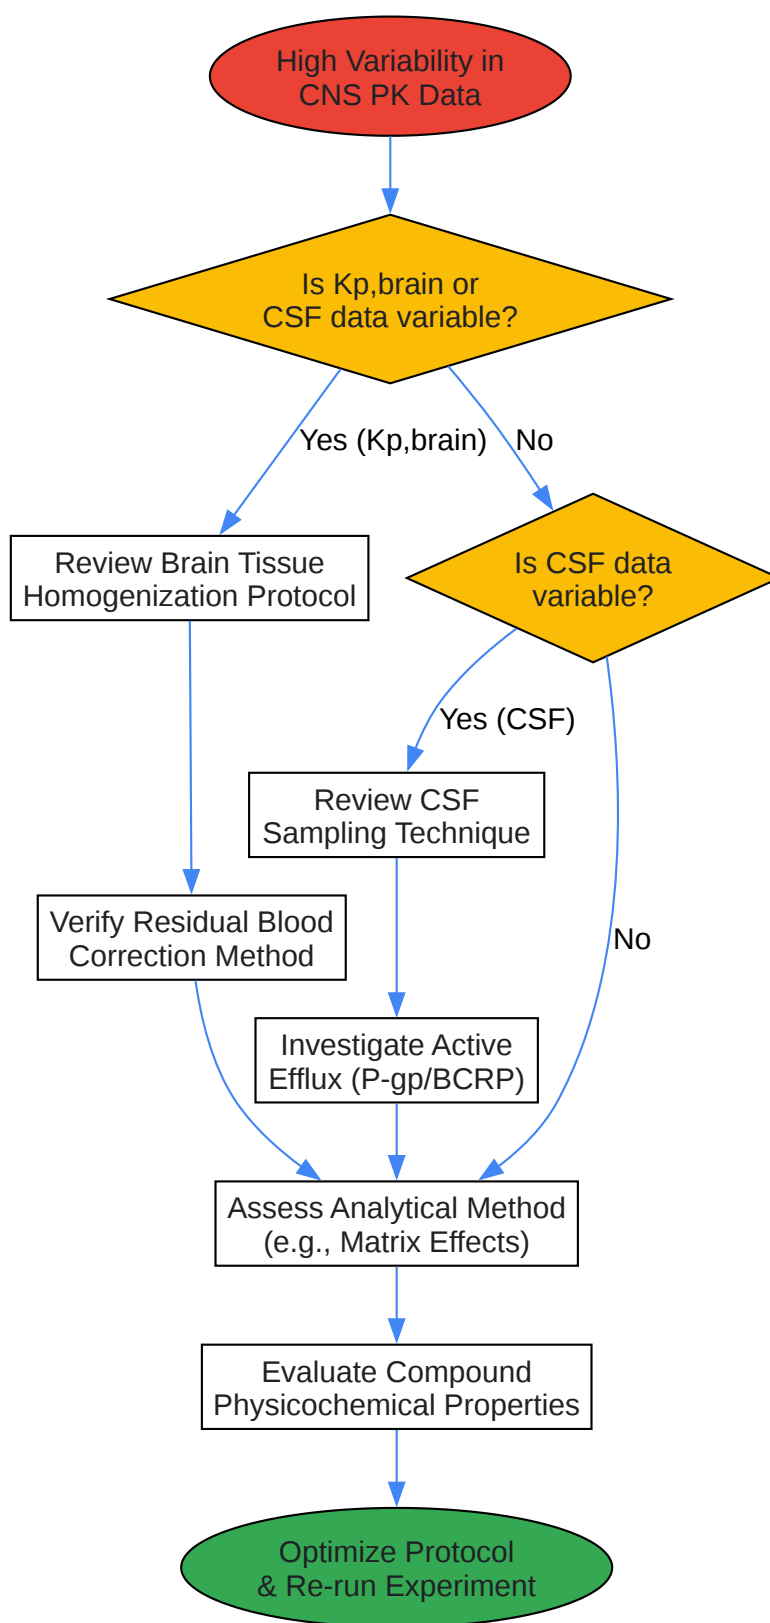 High Variability in
CNS PK Data
Is Kp,brain or
CSF data variable?
Yes (Kp,brain)
No
Review Brain Tissue
Homogenization Protocol
Is CSF data
variable?
Yes (CSF)
Review CSF
Sampling Technique
Verify Residual Blood
Correction Method
No
Investigate Active
Efflux (P-gp/BCRP)
Assess Analytical Method
(e.g., Matrix Effects)
Evaluate Compound
Physicochemical Properties
Optimize Protocol
& Re-run Experiment